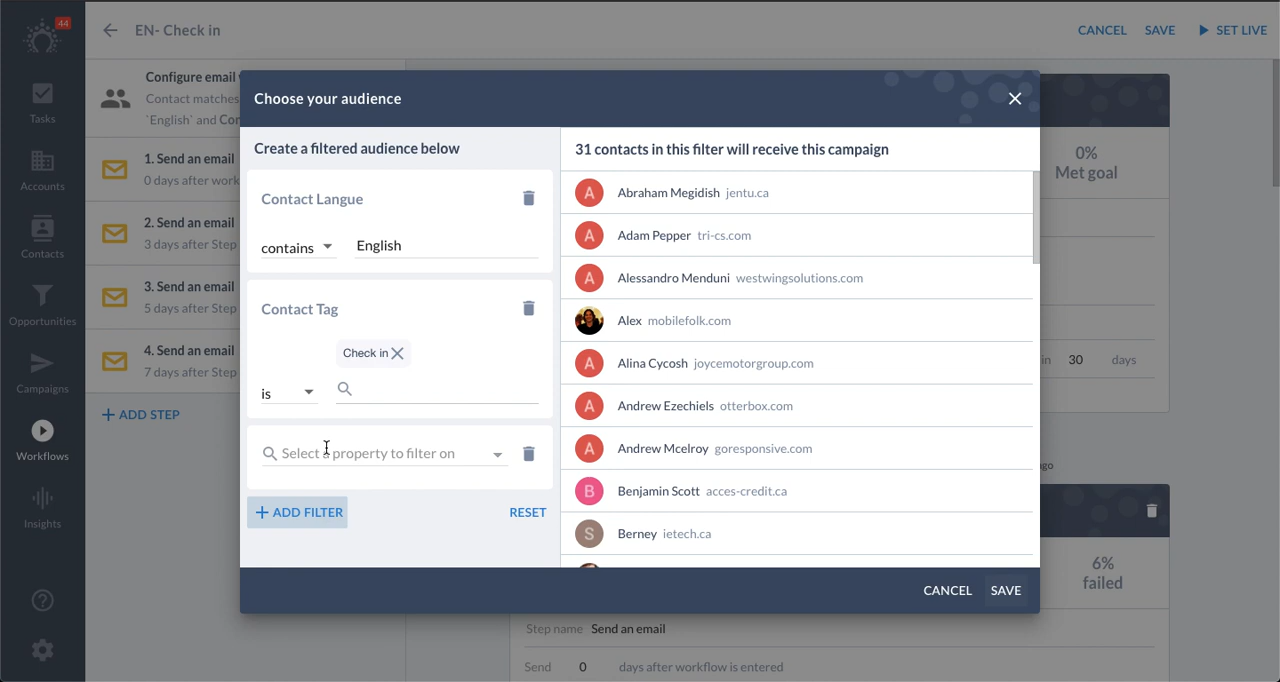 44
Tasks
Accounts
Contacts
Opportunities
Campaigns
Workflows
Insights
EN- Check in
CANCEL SAVE SET LIVE
Configure email
Contact matches
`English` and Con
1. Send an email
0 days after work
2. Send an email
3 days after Step
3. Send an email
5 days after Step
4. Send an email
7 days after Step
+ ADD STEP
Choose your audience
Create a filtered audience below
Contact Langue
contains English
Contact Tag
Check in
is
Select a property to filter on
+ ADD FILTER RESET
31 contacts in this filter will receive this campaign
A Abraham Megidish jentu.ca
A Adam Pepper tri-cs.com
A Alessandro Menduni westwingsolutions.com
Alex mobilefolk.com
A Alina Cycosh joycemotorgroup.com
A Andrew Ezechiels otterbox.com
A Andrew Mcelroy goresponsive.com
B Benjamin Scott acces-credit.ca
S Berney ietech.ca
CANCEL SAVE
0%
Met goal
in 30 days
ago
6%
failed
Step name Send an email
Send 0 days after workflow is entered